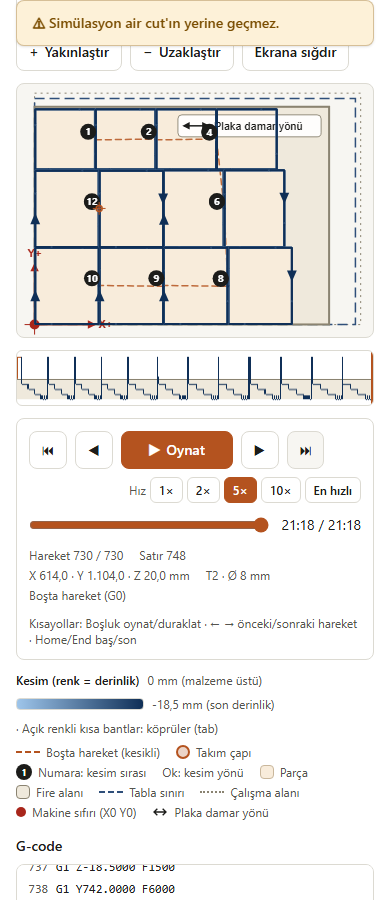 ⚠ Simülasyon air cut'ın yerine geçmez.
+ Yakınlaştır − Uzaklaştır Ekrana sığdır
1 2 4 Plaka damar yönü
12 6
Y+
10 9 8
X+
⏮ ◀ ▶ Oynat ▶ ⏭
Hız 1× 2× 5× 10× En hızlı
21:18 / 21:18
Hareket 730 / 730 Satır 748
X 614,0 · Y 1.104,0 · Z 20,0 mm T2 · Ø 8 mm
Boşta hareket (G0)
Kısayollar: Boşluk oynat/duraklat · ← → önceki/sonraki hareket
· Home/End baş/son
Kesim (renk = derinlik) 0 mm (malzeme üstü)
-18,5 mm (son derinlik)
· Açık renkli kısa bantlar: köprüler (tab)
Boşta hareket (kesikli) Takım çapı
1 Numara: kesim sırası Ok: kesim yönü Parça
Fire alanı Tabla sınırı Çalışma alanı
Makine sıfırı (X0 Y0) ↔ Plaka damar yönü
G-code
737 G1 Z-18.5000 F1500
738 G1 Y742.0000 F6000